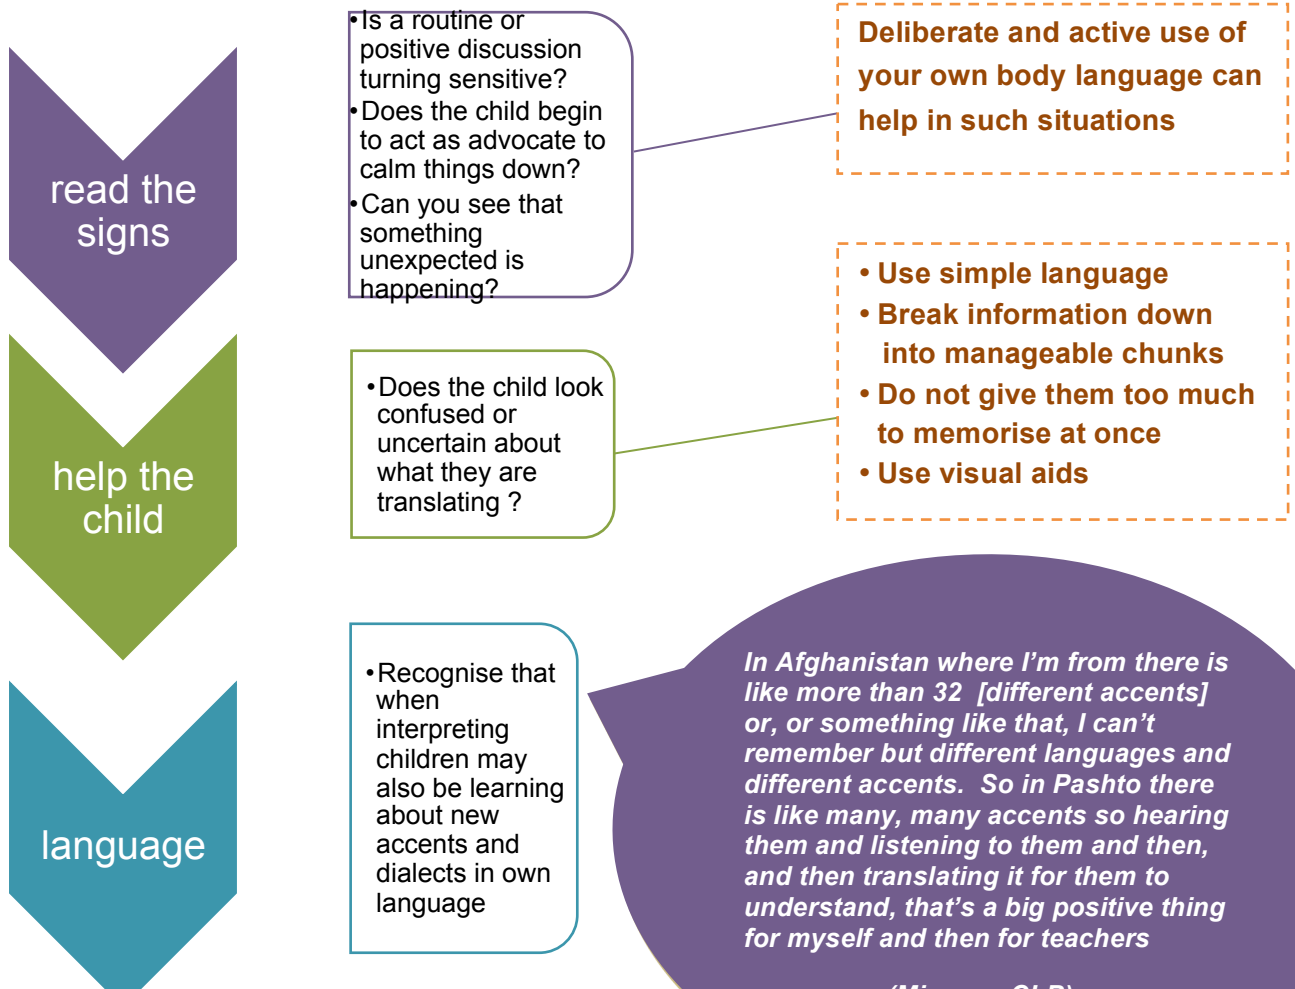 read the
signs
•Is a routine or
positive discussion
turning sensitive?
•Does the child begin
to act as advocate to
calm things down?
•Can you see that
something
unexpected is
happening?
Deliberate and active use of
your own body language can
help in such situations
help the
child
•Does the child look
confused or
uncertain about
what they are
translating ?
• Use simple language
• Break information down
into manageable chunks
• Do not give them too much
to memorise at once
• Use visual aids
language
•Recognise that
when
interpreting
children may
also be learning
about new
accents and
dialects in own
language
In Afghanistan where I’m from there is
like more than 32 [different accents]
or, or something like that, I can’t
remember but different languages and
different accents. So in Pashto there
is like many, many accents so hearing
them and listening to them and then,
and then translating it for them to
understand, that’s a big positive thing
for myself and then for teachers